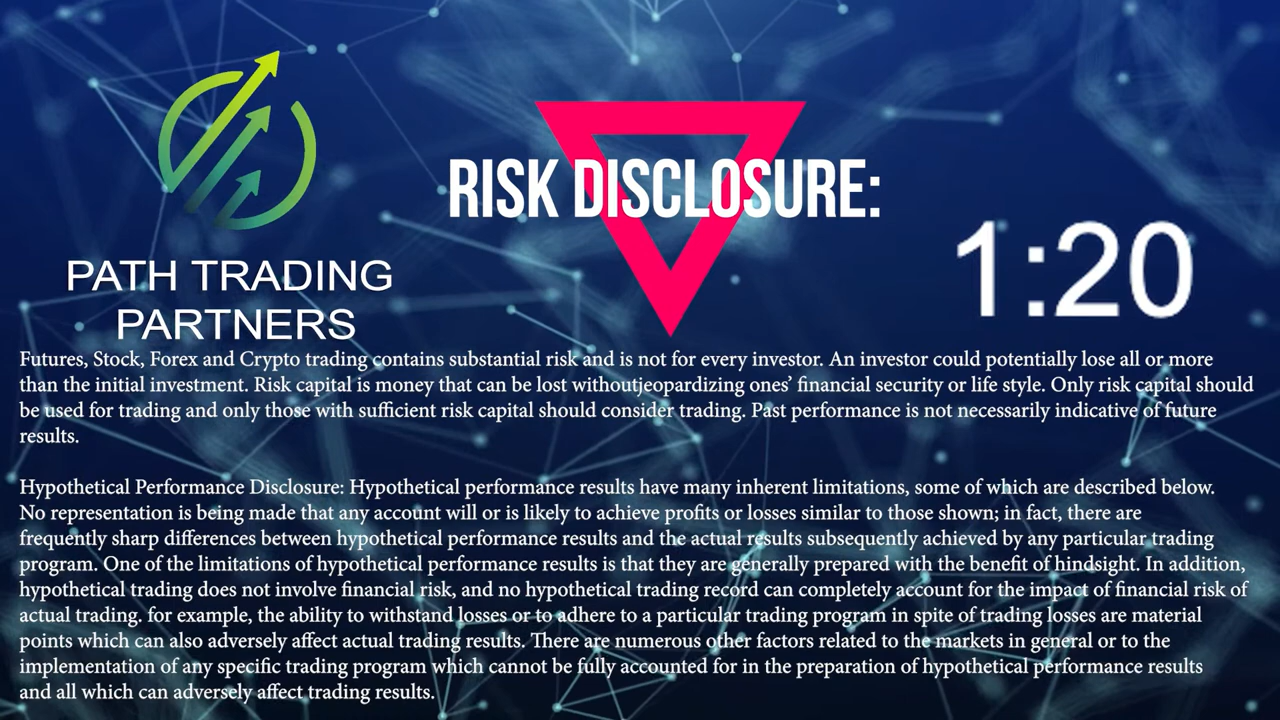 PATH TRADING
PARTNERS
RISK DISCLOSURE:
1:20
Futures, Stock, Forex and Crypto trading contains substantial risk and is not for every investor. An investor could potentially lose all or more
than the initial investment. Risk capital is money that can be lost withoutjeopardizing ones’ financial security or life style. Only risk capital should
be used for trading and only those with sufficient risk capital should consider trading. Past performance is not necessarily indicative of future
results.
Hypothetical Performance Disclosure: Hypothetical performance results have many inherent limitations, some of which are described below.
No representation is being made that any account will or is likely to achieve profits or losses similar to those shown; in fact, there are
frequently sharp differences between hypothetical performance results and the actual results subsequently achieved by any particular trading
program. One of the limitations of hypothetical performance results is that they are generally prepared with the benefit of hindsight. In addition,
hypothetical trading does not involve financial risk, and no hypothetical trading record can completely account for the impact of financial risk of
actual trading. for example, the ability to withstand losses or to adhere to a particular trading program in spite of trading losses are material
points which can also adversely affect actual trading results. There are numerous other factors related to the markets in general or to the
implementation of any specific trading program which cannot be fully accounted for in the preparation of hypothetical performance results
and all which can adversely affect trading results.